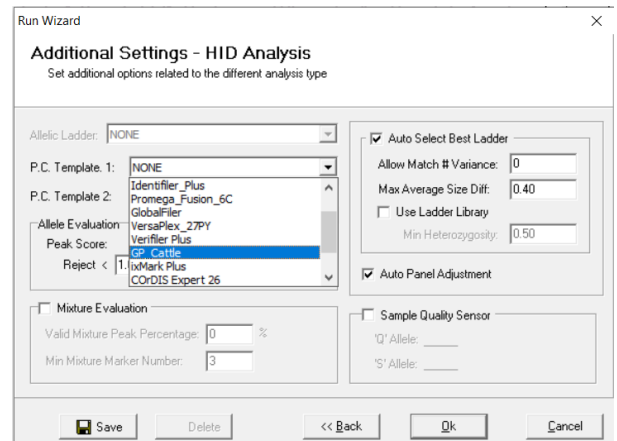 Run Wizard
Additional Settings - HID Analysis
Set additional options related to the different analysis type
Allelic Ladder: NONE
P.C. Template. 1: NONE
P.C. Template 2:
Identifiler_Plus
Promega_Fusion_6C
GlobalFiler
VersaPlex_27PY
Verifiler Plus
GP_Cattle
ixMark Plus
COrDIS Expert 26
Allele Evaluation
Peak Score:
Reject < 1.
Mixture Evaluation
Valid Mixture Peak Percentage: 0 %
Min Mixture Marker Number: 3
Auto Select Best Ladder
Allow Match # Variance: 0
Max Average Size Diff: 0.40
Use Ladder Library
Min Heterozygosity: 0.50
Auto Panel Adjustment
Sample Quality Sensor
'Q' Allele:
'S' Allele:
Save Delete << Back Ok Cancel